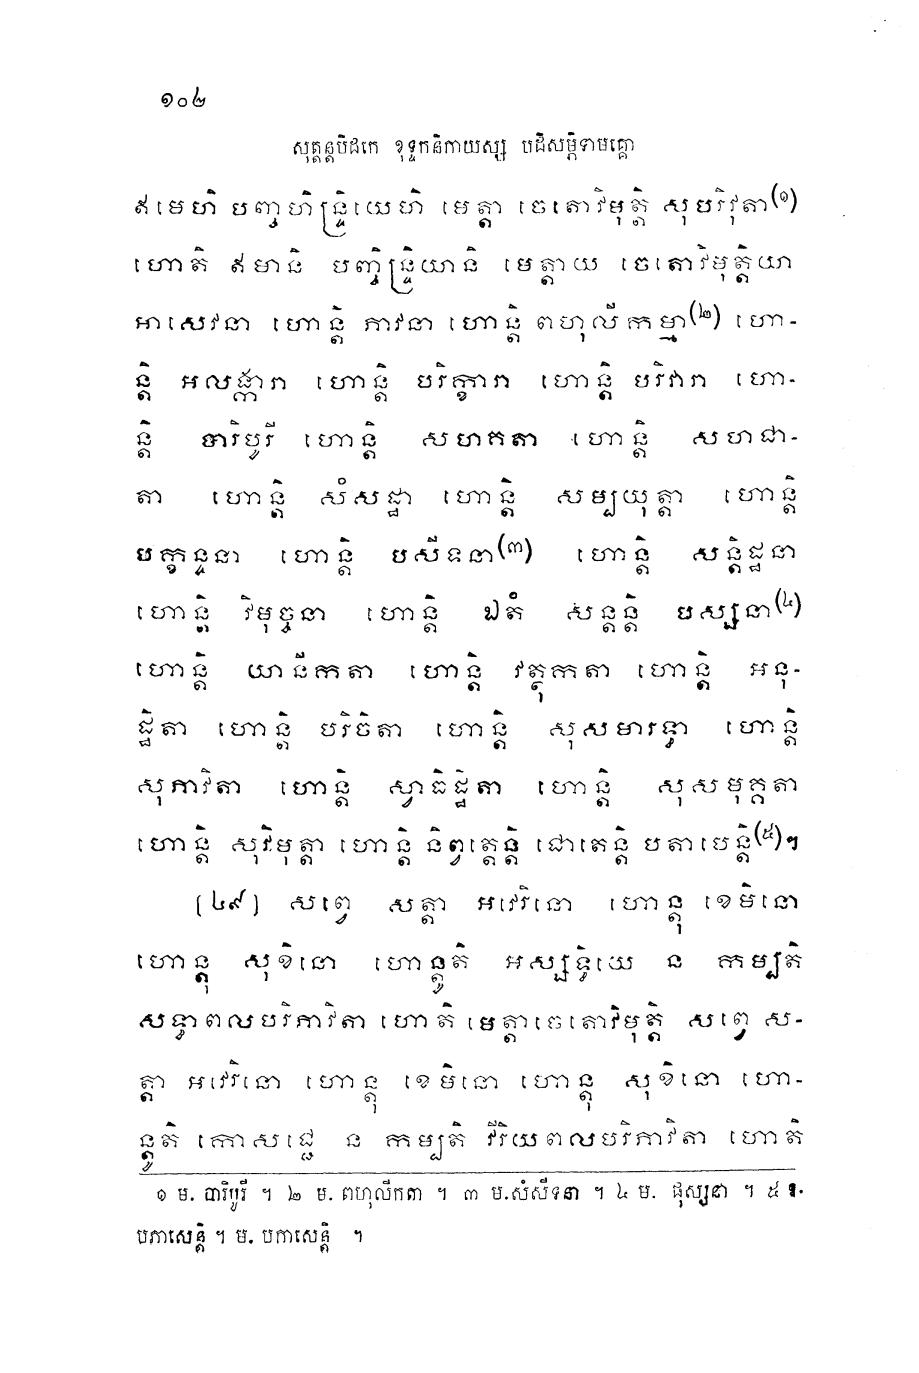 ១០២
សុត្តន្តបិដកេ ខុទ្ទកនិកាយស្ស បដិសម្ភិទាមគ្គោ
ឥមេហិ បញ្ចហិន្ទ្រិយេហិ មេត្តា ចេតោវិមុត្តិ សុបរិវុតា(១)
ហោតិ ឥមានិ បញ្ចិន្ទ្រិយានិ មេត្តាយ ចេតោវិមុត្តិយា
អាសេវនា ហោន្តិ ភាវនា ហោន្តិ ពហុលីកម្មា(២) ហោ-
ន្តិ អលង្ការា ហោន្តិ បរិក្ខារា ហោន្តិ បរិវារា ហោ-
ន្តិ បារិបូរី ហោន្តិ សហគតា ហោន្តិ សហជា-
តា ហោន្តិ សំសដ្ឋា ហោន្តិ សម្បយុត្តា ហោន្តិ
បក្ខន្ទនា ហោន្តិ បសីទនា(៣) ហោន្តិ សន្តិដ្ឋនា
ហោន្តិ វិមុច្ចនា ហោន្តិ ឯតំ សន្តន្តិ បស្សនា(៤)
ហោន្តិ យានីកតា ហោន្តិ វត្ថុកតា ហោន្តិ អនុ-
ដ្ឋិតា ហោន្តិ បរិចិតា ហោន្តិ សុសមារទ្ធា ហោន្តិ
សុភាវិតា ហោន្តិ ស្វាធិដ្ឋិតា ហោន្តិ សុសមុគ្គតា
ហោន្តិ សុវិមុត្តា ហោន្តិ និព្វត្តេន្តិ ជោតេន្តិ បតាបេន្តិ(៥)។
[៤៩] សព្វេ សត្តា អវេរិនោ ហោន្តុ ខេមិនោ
ហោន្តុ សុខិនោ ហោន្តូតិ អស្សទ្ធិយេ ន កម្បតិ
សទ្ធាពលបរិភាវិតា ហោតិ មេត្តាចេតោវិមុត្តិ សព្វេ ស-
ត្តា អវេរិនោ ហោន្តុ ខេមិនោ ហោន្តុ សុខិនោ ហោ-
ន្តូតិ កោសជ្ជេ ន កម្បតិ វីរិយពលបរិភាវិតា ហោតិ
១ ម. បារិបូរី ។ ២ ម. ពហុលីកតា ។ ៣ ម.សំសីទនា ។ ៤ ម. ផុស្សនា ។ ៥ ឱ.
បភាសេន្តិ ។ ម. បកាសេន្តិ ។